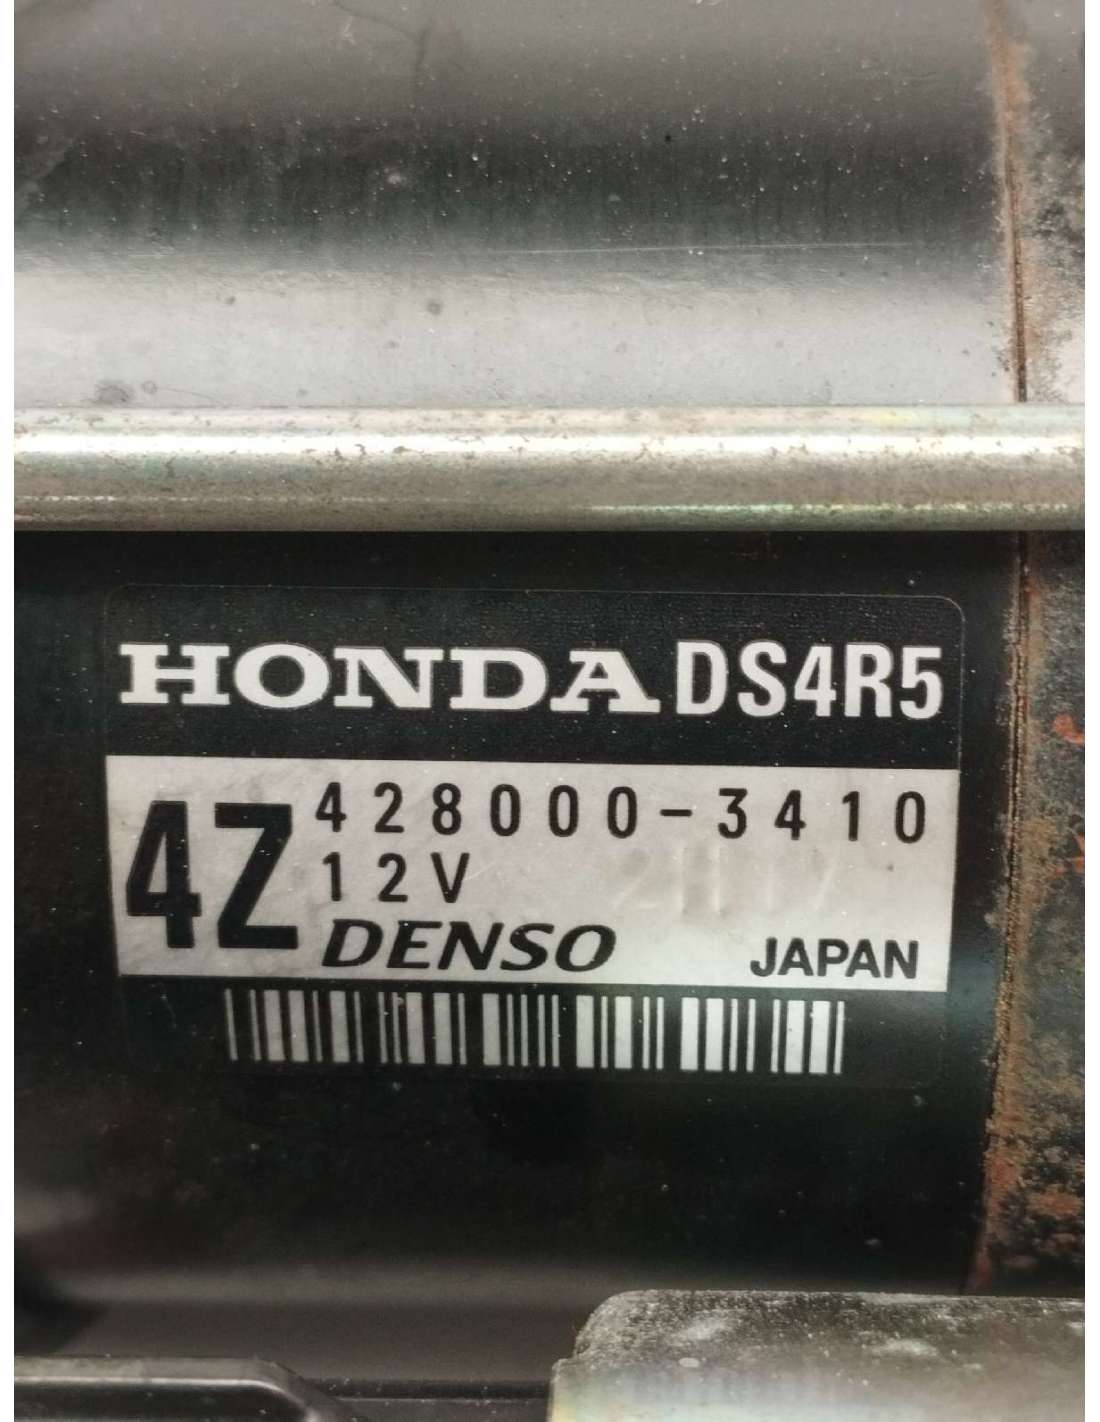 HONDA DS4R5
4Z
428000-3410
12V
DENSO
JAPAN